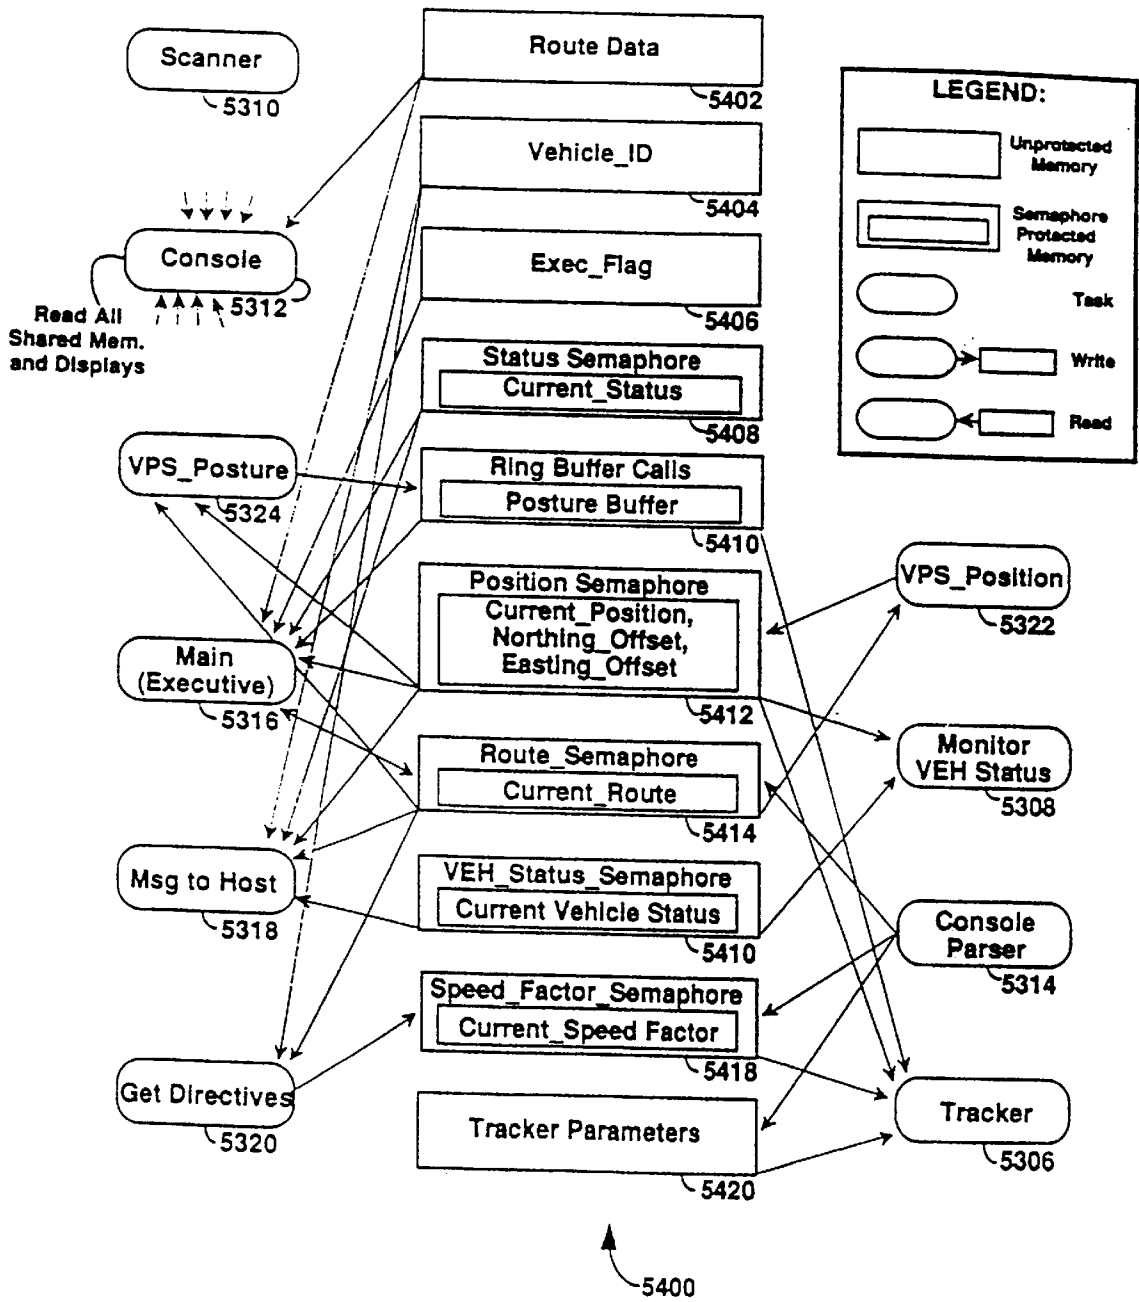 Scanner
5310
Route Data
5402
Vehicle_ID
5404
Exec_Flag
5406
Console
5312
Read All
Shared Mem.
and Displays
Status Semaphore
Current_Status
5408
VPS_Posture
5324
Ring Buffer Calls
Posture Buffer
5410
Position Semaphore
Current_Position,
Northing_Offset,
Easting_Offset
5412
Main
(Executive)
5316
Route_Semaphore
Current_Route
5414
Msg to Host
5318
VEH_Status_Semaphore
Current Vehicle Status
5410
Speed_Factor_Semaphore
Current_Speed Factor
5418
Get Directives
5320
Tracker Parameters
5420
5400
LEGEND:
Unprotected
Memory
Semaphore
Protected
Memory
Task
Write
Read
VPS_Position
5322
Monitor
VEH Status
5308
Console
Parser
5314
Tracker
5306